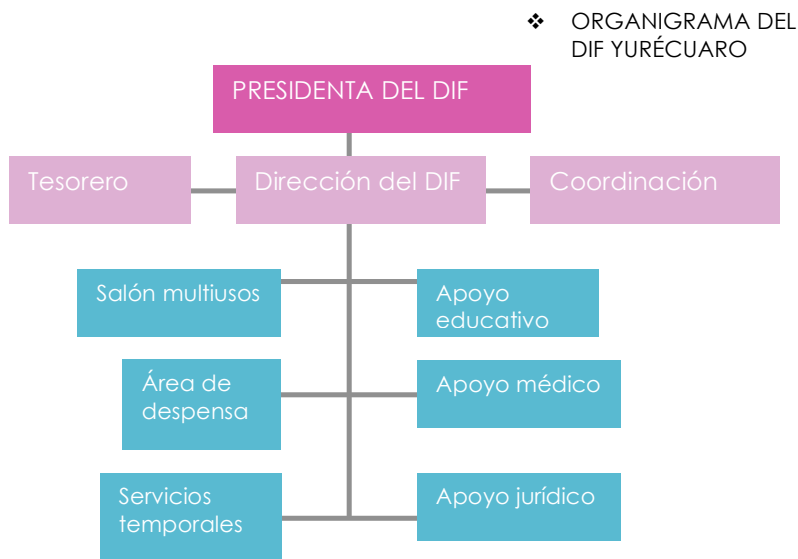 ❖ ORGANIGRAMA DEL
DIF YURÉCUARO
PRESIDENTA DEL DIF
Tesorero
Dirección del DIF
Coordinación
Salón multiusos
Apoyo
educativo
Área de
despensa
Apoyo médico
Servicios
temporales
Apoyo jurídico